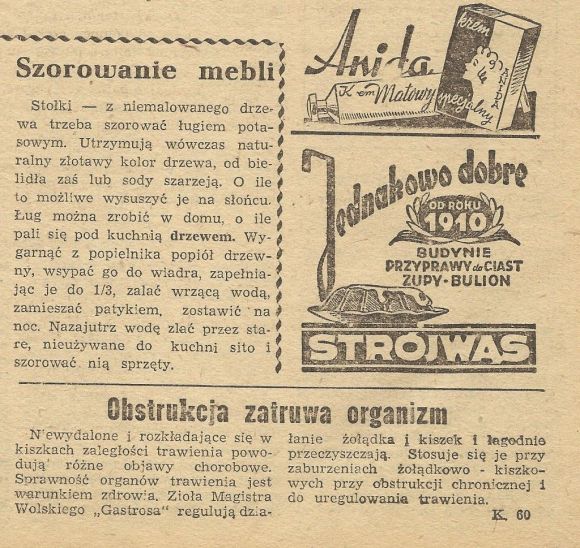 Szorowanie mebli
Stołki — z niemalowanego drze-
wa trzeba szorować ługiem pota-
sowym. Utrzymują wówczas natu-
ralny złotawy kolor drzewa, od bie-
lidła zaś lub sody szarzeją. O ile
to możliwe wysuszyć je na słońcu.
Ług można zrobić w domu, o ile
pali się pod kuchnią drzewem. Wy-
garnąć z popielnika popiół drzew-
ny, wsypać go do wiadra, zapełnia-
jąc je do 1/3, zalać wrzącą wodą,
zamieszać patykiem, zostawić na
noc. Nazajutrz wodę zlać przez sta-
re, nieużywane do kuchni sito i
szorować nią sprzęty.
Anida
Krem Matowy
specjalny
krem
ANIDA
Jednakowo dobre
OD ROKU
1910
BUDYNIE
PRZYPRAWY do CIAST
ZUPY-BULION
STRÓJWĄS
Obstrukcja zatruwa organizm
N'ewydalone i rozkładające się w
kiszkach zaległości trawienia powo-
dują różne objawy chorobowe.
Sprawność organów trawienia jest
warunkiem zdrowia. Zioła Magistra
Wolskiego „Gastrosa" regulują dzia-
łanie żołądka i kiszek i łagodnie
przeczyszczają. Stosuje się je przy
zaburzeniach żołądkowo - kiszko-
wych przy obstrukcji chronicznej i
do uregulowania trawienia.
K. 60